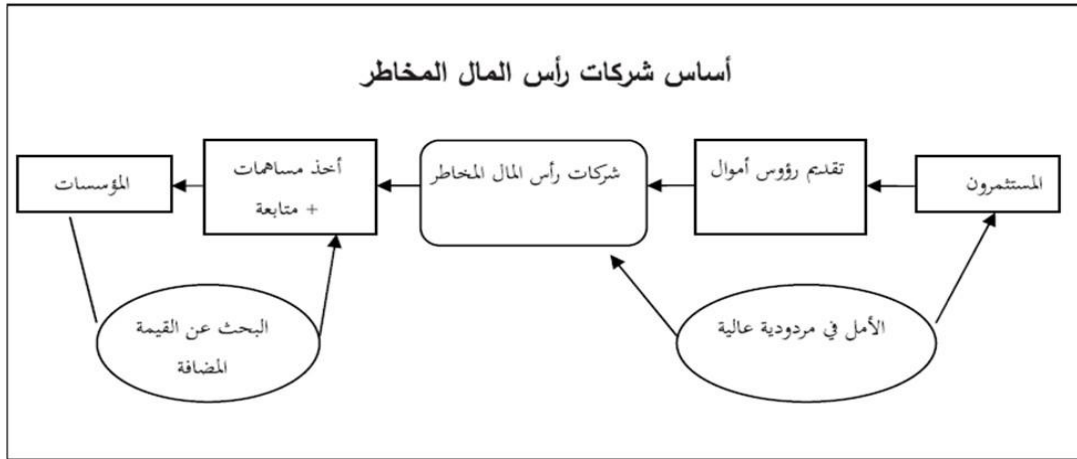 أساس شركات رأس المال المخاطر
المستثمرون
تقديم رؤوس أموال
شركات رأس المال المخاطر
أخذ مساهمات
+ متابعة
المؤسسات
الأمل في مردودية عالية
البحث عن القيمة
المضافة